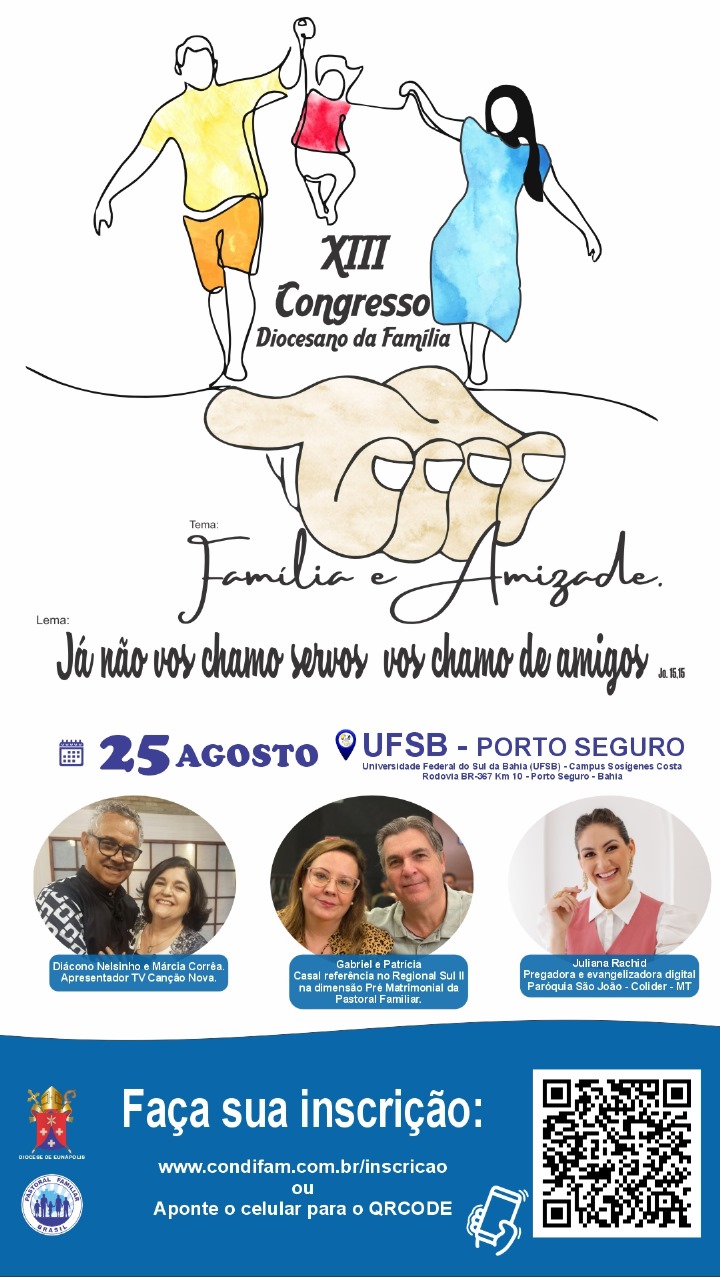 XIII
Congresso
Diocesano da Família
Tema:
Família e Amizade.
Lema:
Já não vos chamo servos vos chamo de amigos Jo. 15,15
25 AGOSTO
UFSB - PORTO SEGURO
Universidade Federal do Sul da Bahia (UFSB) - Campus Sosígenes Costa
Rodovia BR-367 Km 10 - Porto Seguro - Bahia
Diácono Nelsinho e Márcia Corrêa.
Apresentador TV Canção Nova.
Gabriel e Patrícia
Casal referência no Regional Sul II
na dimensão Pré Matrimonial da
Pastoral Familiar.
Juliana Rachid
Pregadora e evangelizadora digital
Paróquia São João - Colider - MT
Faça sua inscrição:
www.condifam.com.br/inscricao
ou
Aponte o celular para o QRCODE
DIOCESE DE EUNÁPOLIS
PASTORAL FAMILIAR
BRASIL